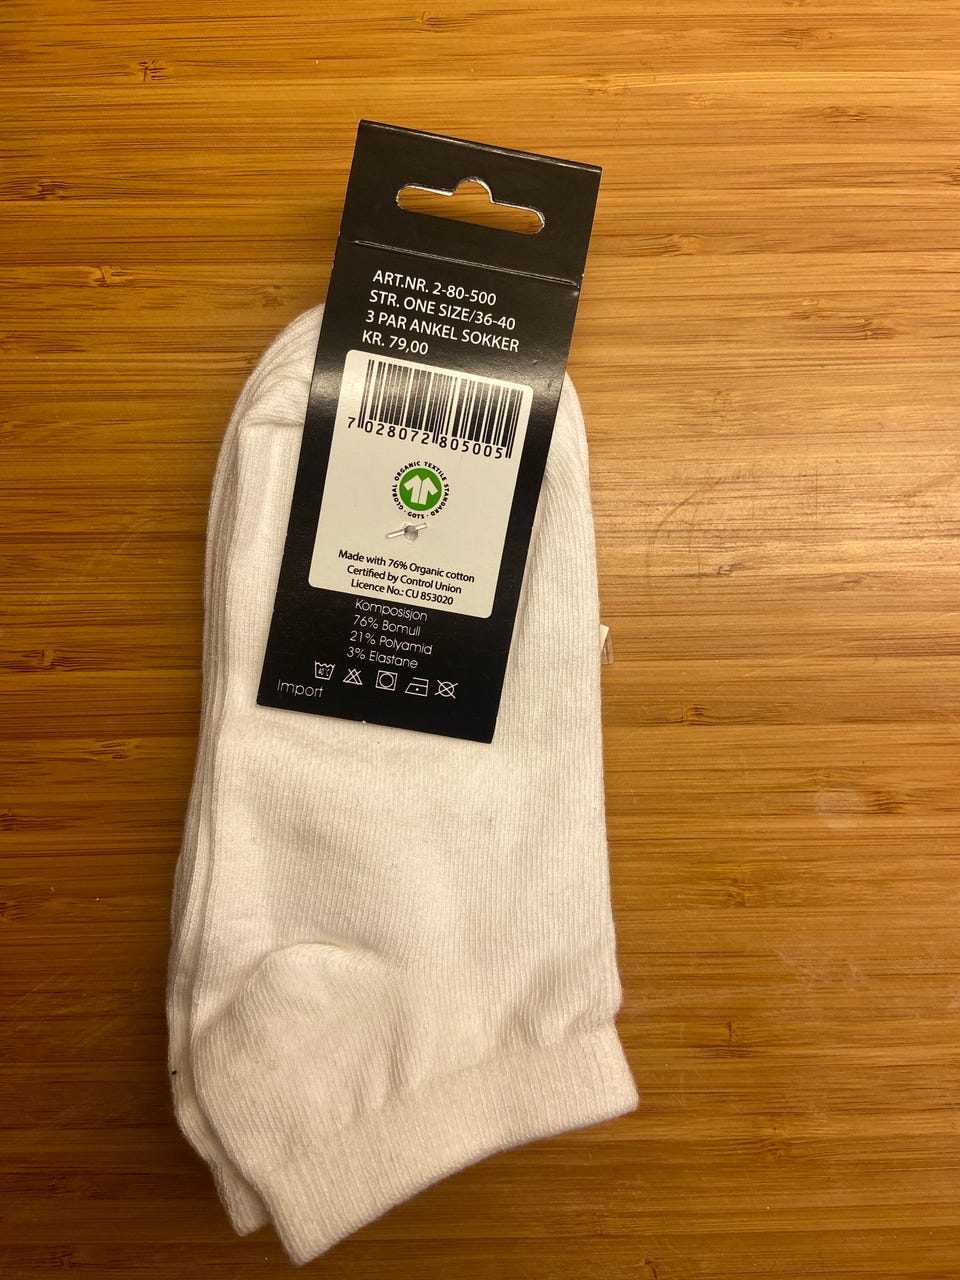 ART.NR. 2-80-500
STR. ONE SIZE/36-40
3 PAR ANKEL SOKKER
KR. 79,00
7 028072 805005
GLOBAL ORGANIC TEXTILE STANDARD · GOTS ·
Made with 76% Organic cotton
Certified by Control Union
Licence No.: CU 853020
Komposisjon
76% Bomull
21% Polyamid
3% Elastane
40°C
Import